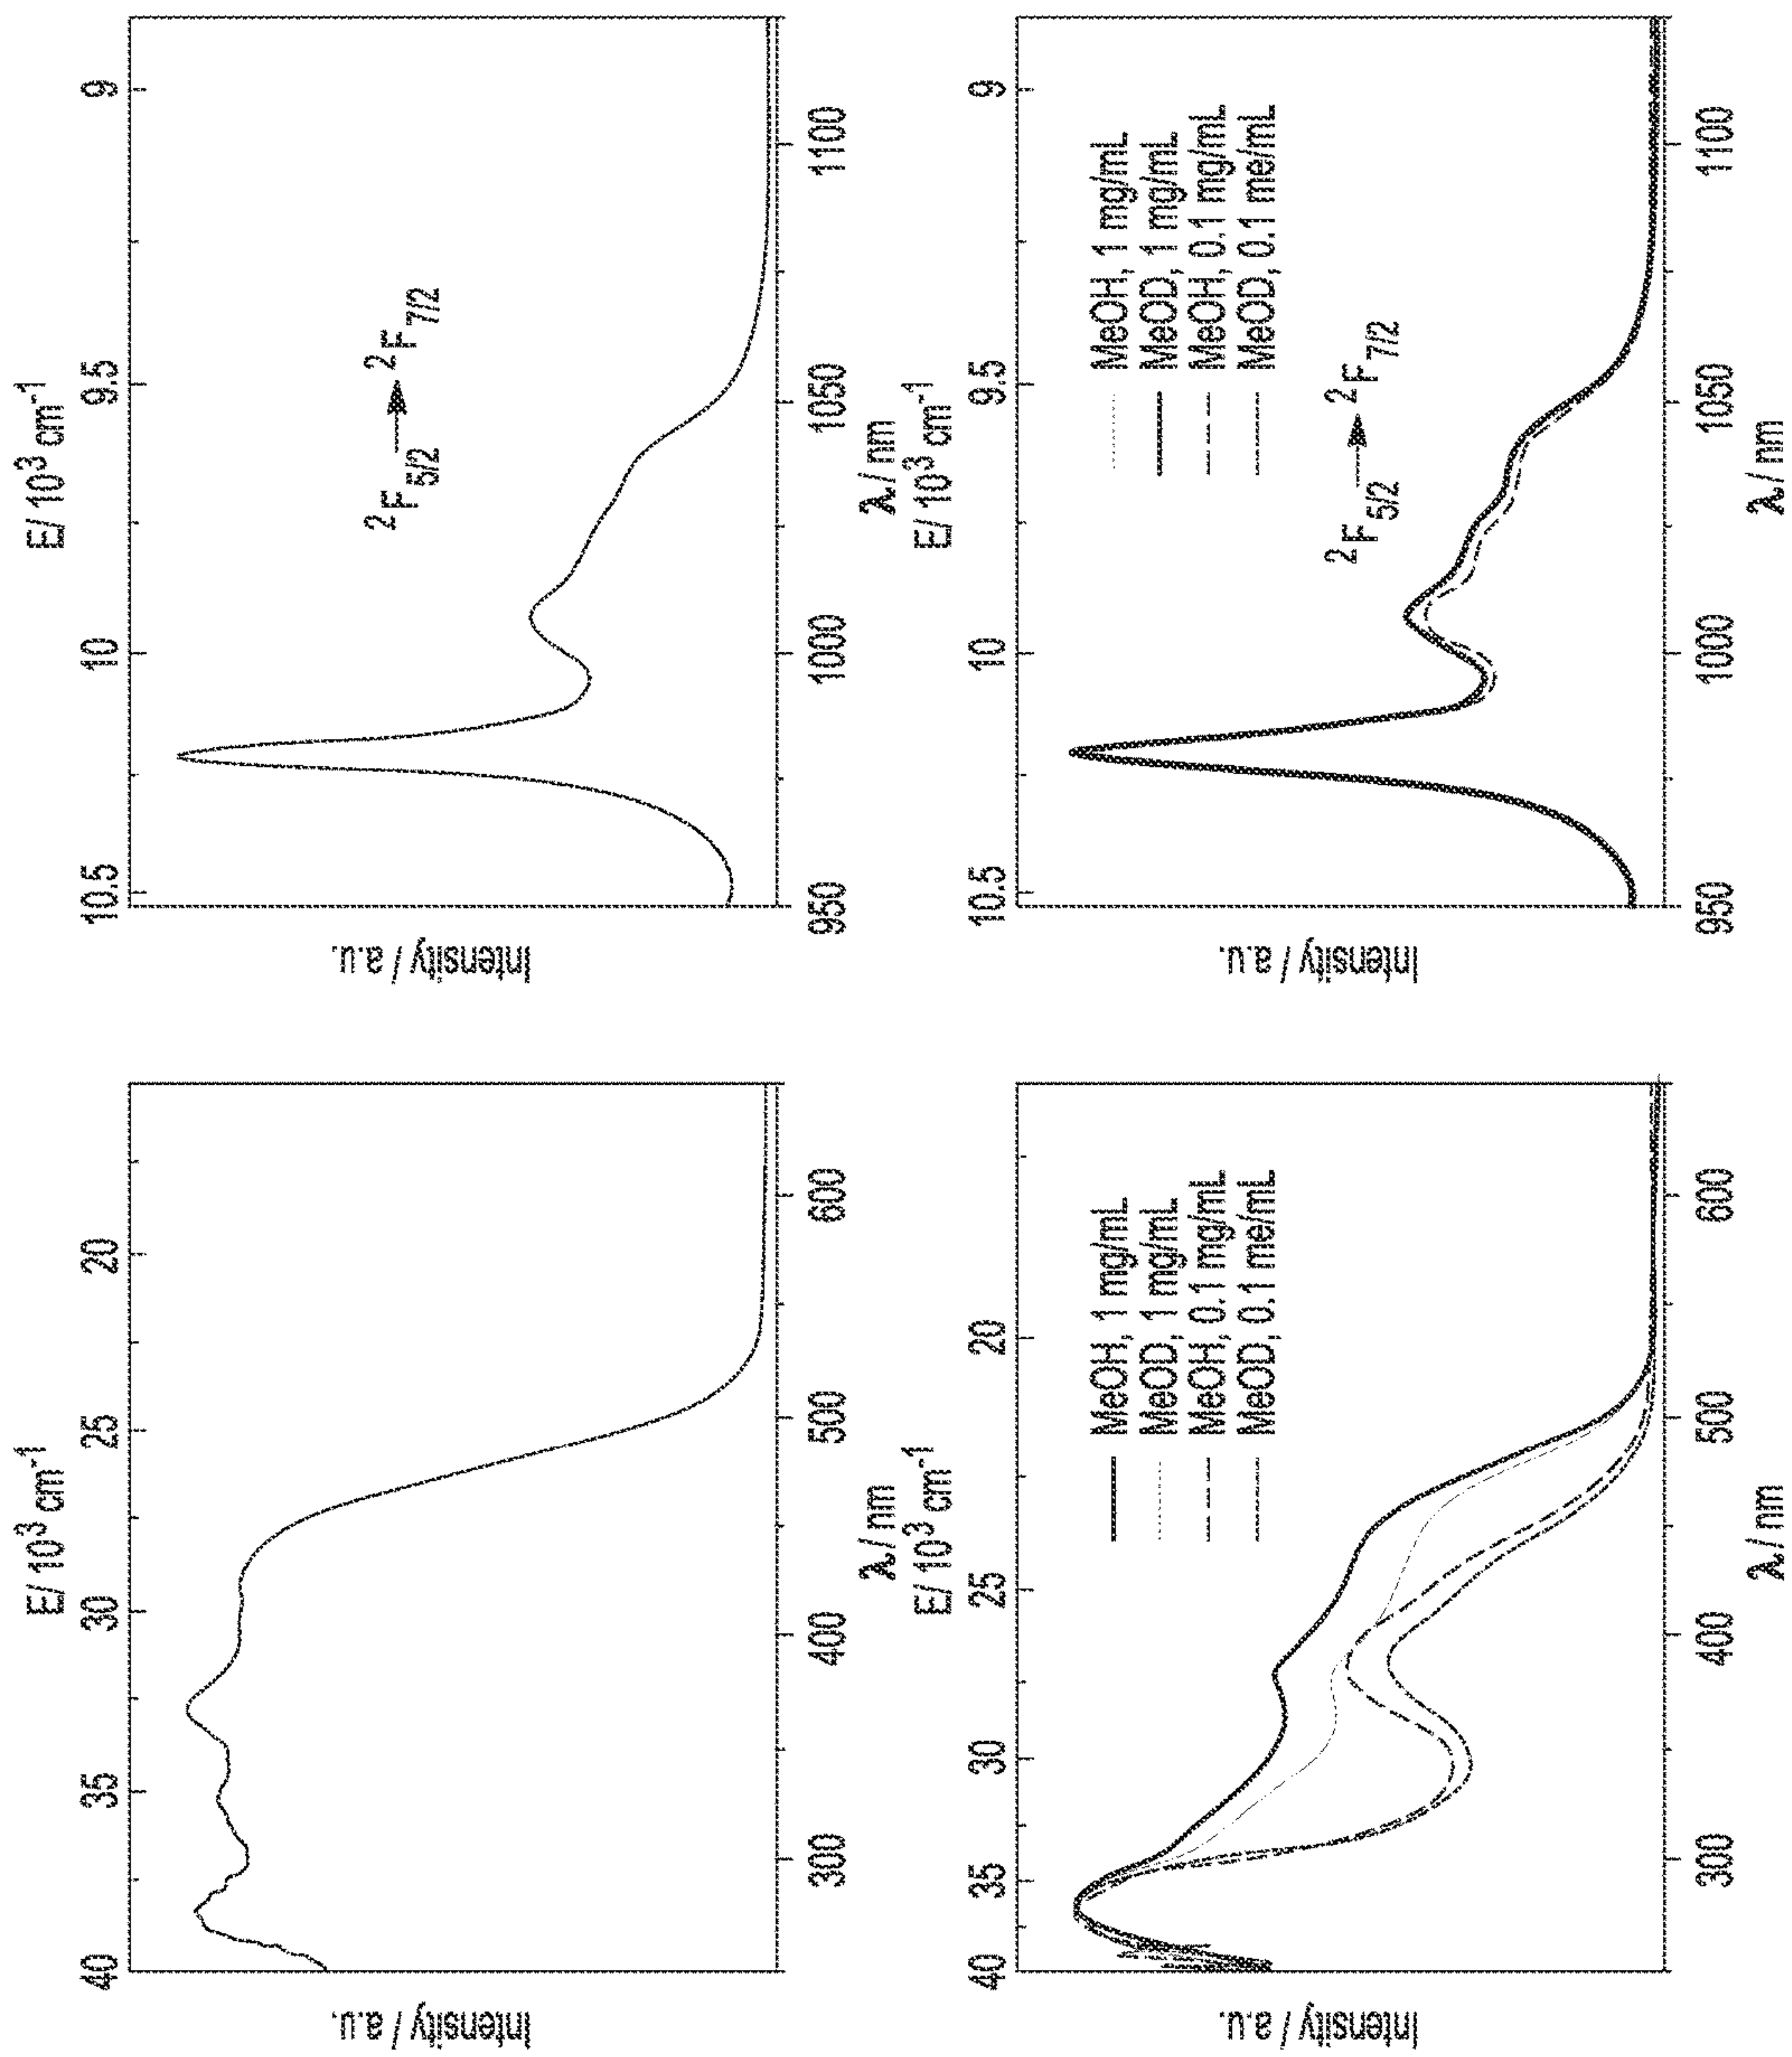 E/ 10³ cm⁻¹
40 35 30 25 20
Intensity / a.u.
300 400 500 600
λ / nm
E/ 10³ cm⁻¹
10.5 10 9.5 9
Intensity / a.u.
²F5/2 → ²F7/2
950 1000 1050 1100
λ / nm
E/ 10³ cm⁻¹
40 35 30 25 20
Intensity / a.u.
MeOH, 1 mg/mL
MeOD, 1 mg/mL
MeOH, 0.1 mg/mL
MeOD, 0.1 me/mL
300 400 500 600
λ / nm
E/ 10³ cm⁻¹
10.5 10 9.5 9
Intensity / a.u.
MeOH, 1 mg/mL
MeOD, 1 mg/mL
MeOH, 0.1 mg/mL
MeOD, 0.1 me/mL
²F5/2 → ²F7/2
950 1000 1050 1100
λ / nm